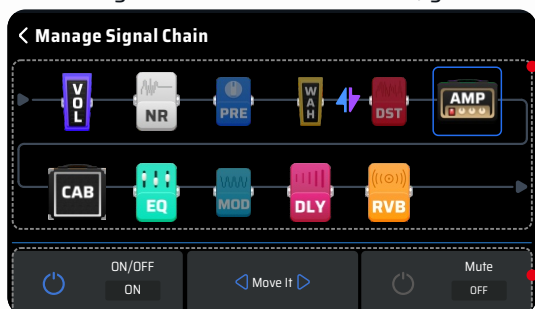 Manage Signal Chain
VOL
NR
PRE
WAH
DST
AMP
CAB
EQ
MOD
DLY
RVB
ON/OFF
ON
Move It
Mute
OFF